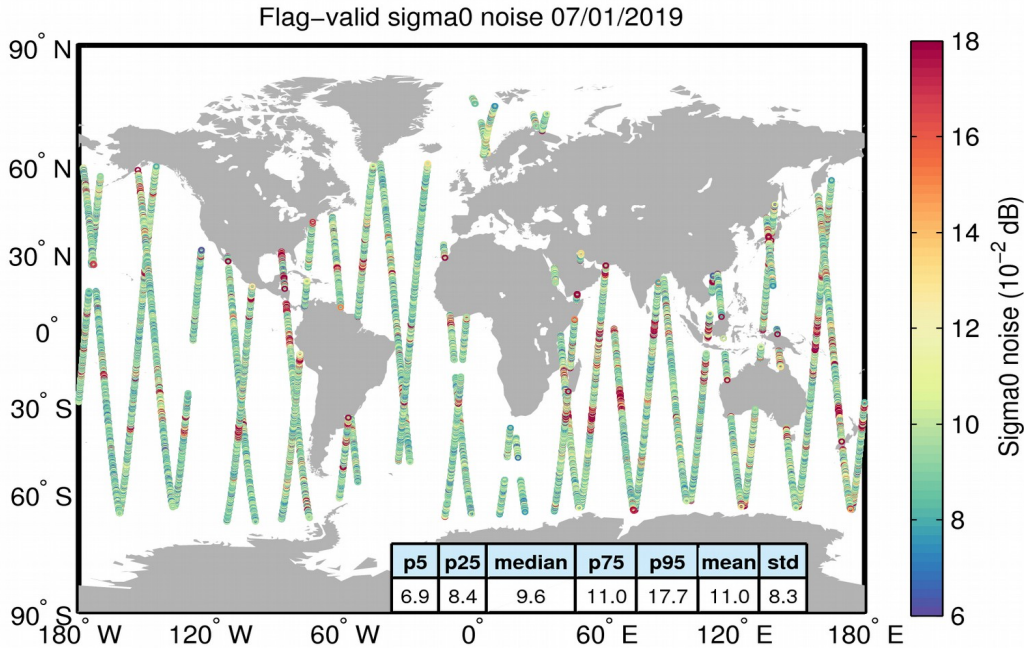 Flag−valid sigma0 noise 07/01/2019
90° N
60° N
30° N
0°
30° S
60° S
90° S
180° W
120° W
60° W
0°
60° E
120° E
180° E
p5 p25 median p75 p95 mean std
6.9 8.4 9.6 11.0 17.7 11.0 8.3
18
16
14
12
10
8
6
Sigma0 noise (10⁻² dB)